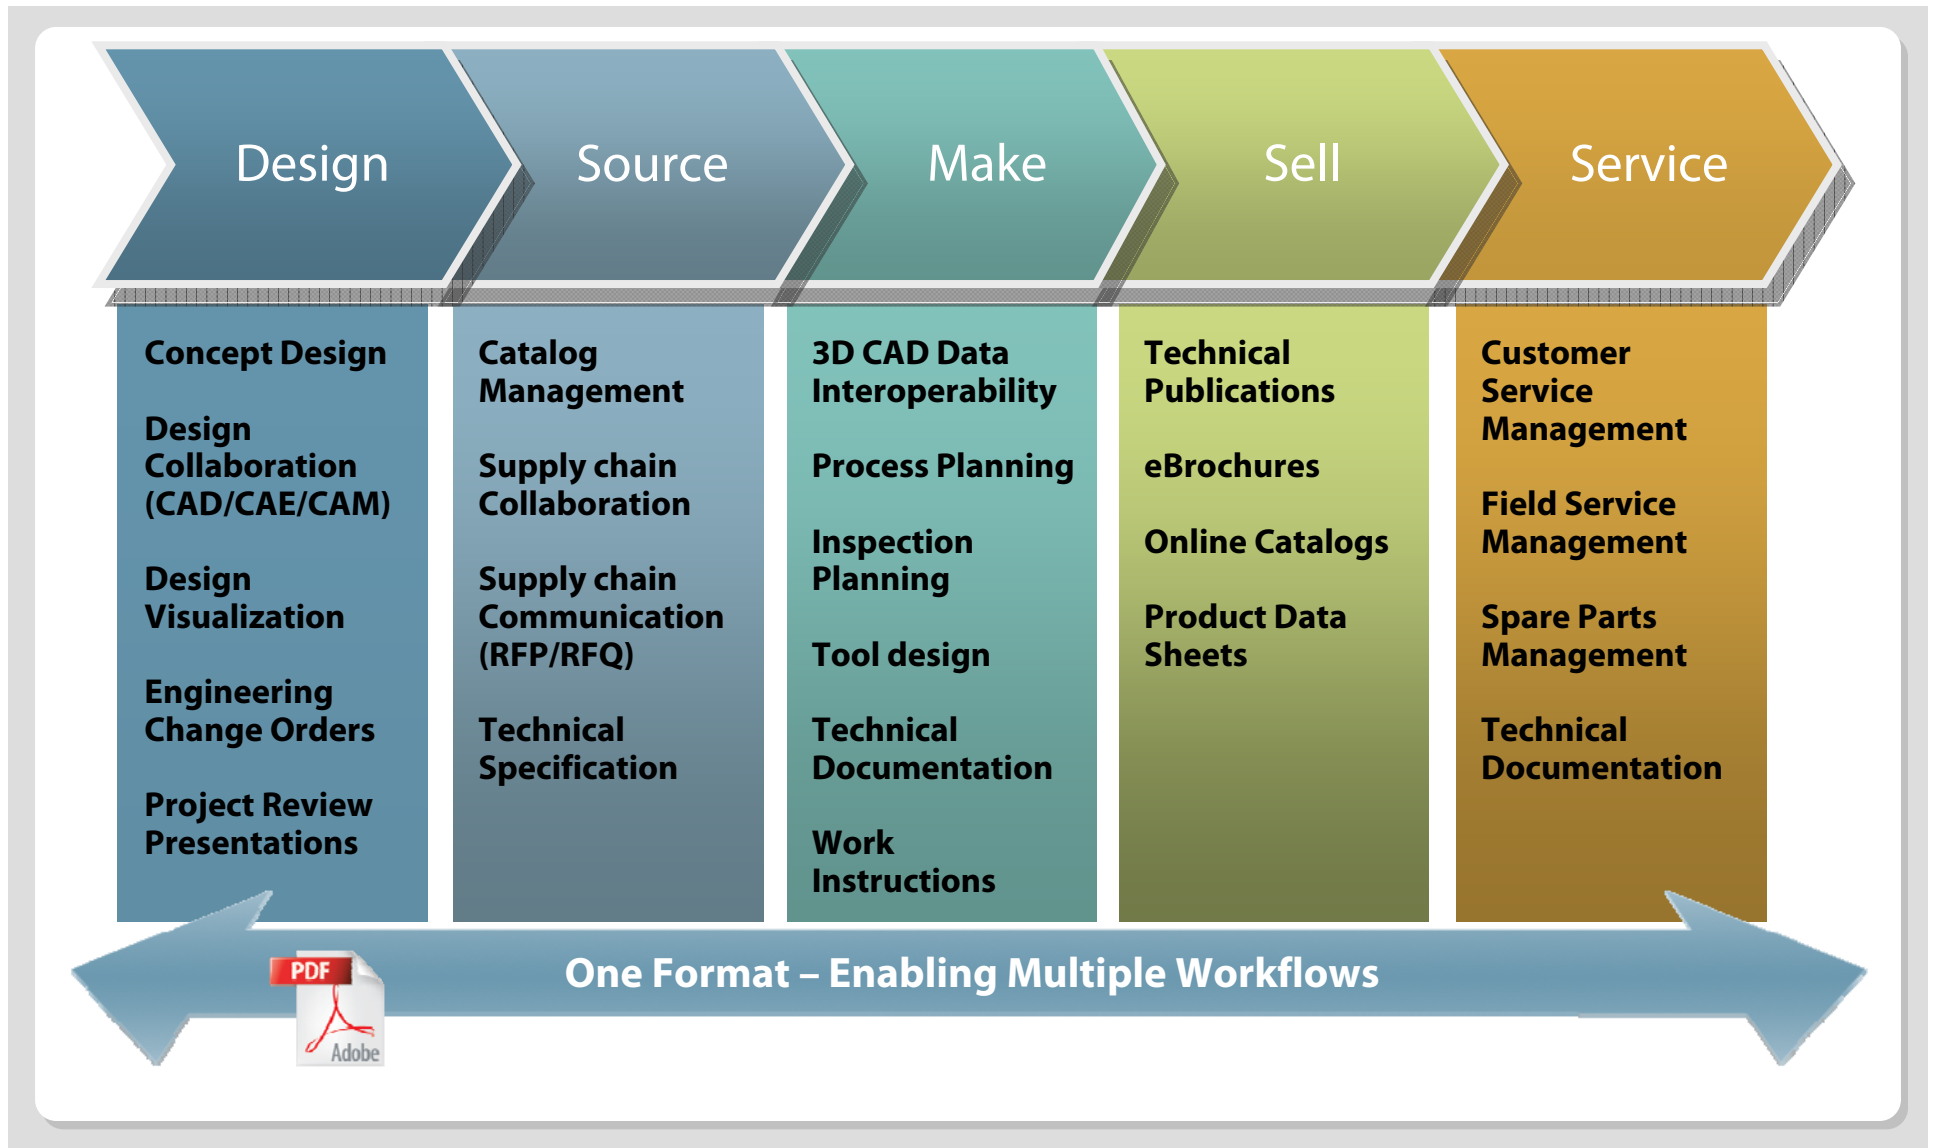 Design
Source
Make
Sell
Service
Concept Design
Design
Collaboration
(CAD/CAE/CAM)
Design
Visualization
Engineering
Change Orders
Project Review
Presentations
Catalog
Management
Supply chain
Collaboration
Supply chain
Communication
(RFP/RFQ)
Technical
Specification
3D CAD Data
Interoperability
Process Planning
Inspection
Planning
Tool design
Technical
Documentation
Work
Instructions
Technical
Publications
eBrochures
Online Catalogs
Product Data
Sheets
Customer
Service
Management
Field Service
Management
Spare Parts
Management
Technical
Documentation
PDF
Adobe
One Format – Enabling Multiple Workflows